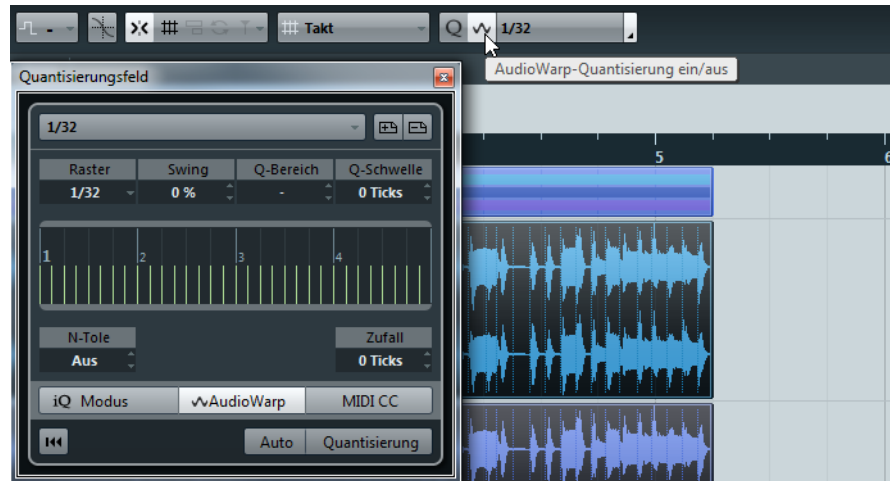 -
Takt
Q
1/32
AudioWarp-Quantisierung ein/aus
Quantisierungsfeld
1/32
Raster Swing Q-Bereich Q-Schwelle
1/32 0 % - 0 Ticks
1 2 3 4
N-Tole Zufall
Aus 0 Ticks
iQ Modus AudioWarp MIDI CC
Auto Quantisierung
5 6